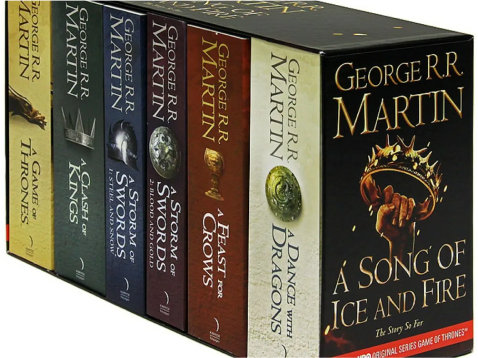 GEORGE R.R.
MARTIN
A GAME OF
THRONES
GEORGE R.R.
MARTIN
A CLASH OF
KINGS
GEORGE R.R.
MARTIN
A STORM OF
SWORDS
1: STEEL AND SNOW
GEORGE R.R.
MARTIN
A STORM OF
SWORDS
2: BLOOD AND GOLD
GEORGE R.R.
MARTIN
A FEAST FOR
CROWS
GEORGE R.R.
MARTIN
A DANCE WITH
DRAGONS
GEORGE R.R.
MARTIN
A SONG OF
ICE AND FIRE
The Story So Far
ORIGINAL SERIES GAME OF THRONES™